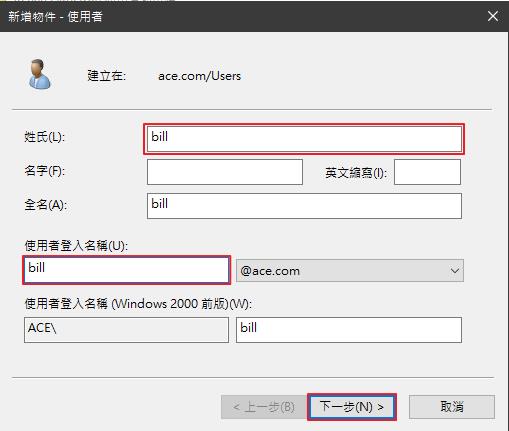 新增物件 - 使用者
建立在: ace.com/Users
姓氏(L): bill
名字(F): 英文縮寫(I):
全名(A): bill
使用者登入名稱(U):
bill @ace.com
使用者登入名稱 (Windows 2000 前版)(W):
ACE\ bill
< 上一步(B) 下一步(N) > 取消